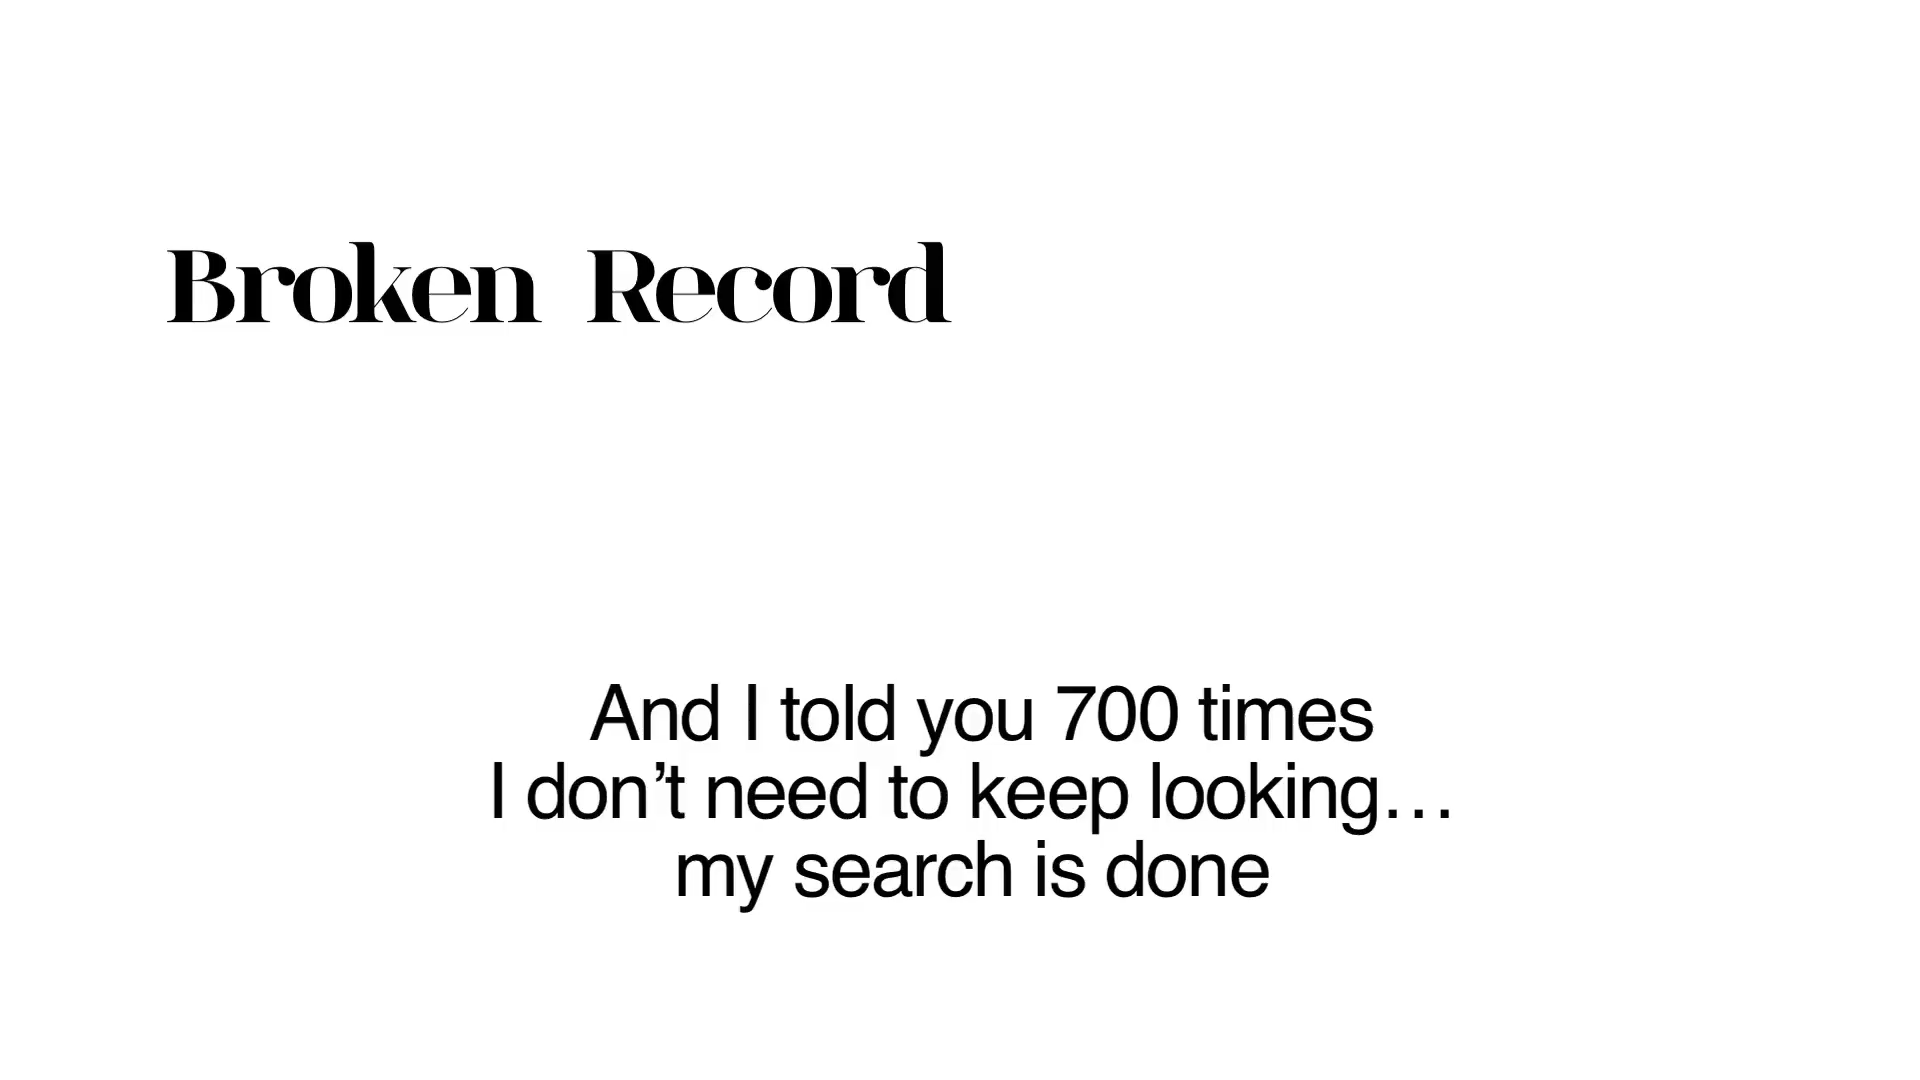 Broken Record
And I told you 700 times
I don’t need to keep looking…
my search is done